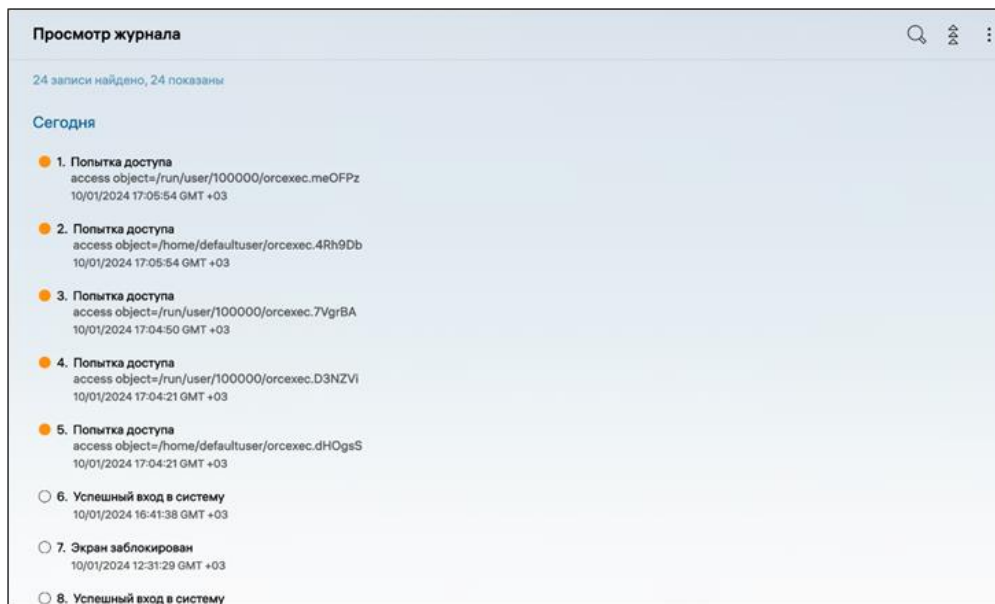 Просмотр журнала
24 записи найдено, 24 показаны
Сегодня
1. Попытка доступа
access object=/run/user/100000/orcexec.meOFPz
10/01/2024 17:05:54 GMT +03
2. Попытка доступа
access object=/home/defaultuser/orcexec.4Rh9Db
10/01/2024 17:05:54 GMT +03
3. Попытка доступа
access object=/run/user/100000/orcexec.7VgrBA
10/01/2024 17:04:50 GMT +03
4. Попытка доступа
access object=/run/user/100000/orcexec.D3NZVi
10/01/2024 17:04:21 GMT +03
5. Попытка доступа
access object=/home/defaultuser/orcexec.dHOgsS
10/01/2024 17:04:21 GMT +03
6. Успешный вход в систему
10/01/2024 16:41:38 GMT +03
7. Экран заблокирован
10/01/2024 12:31:29 GMT +03
8. Успешный вход в систему